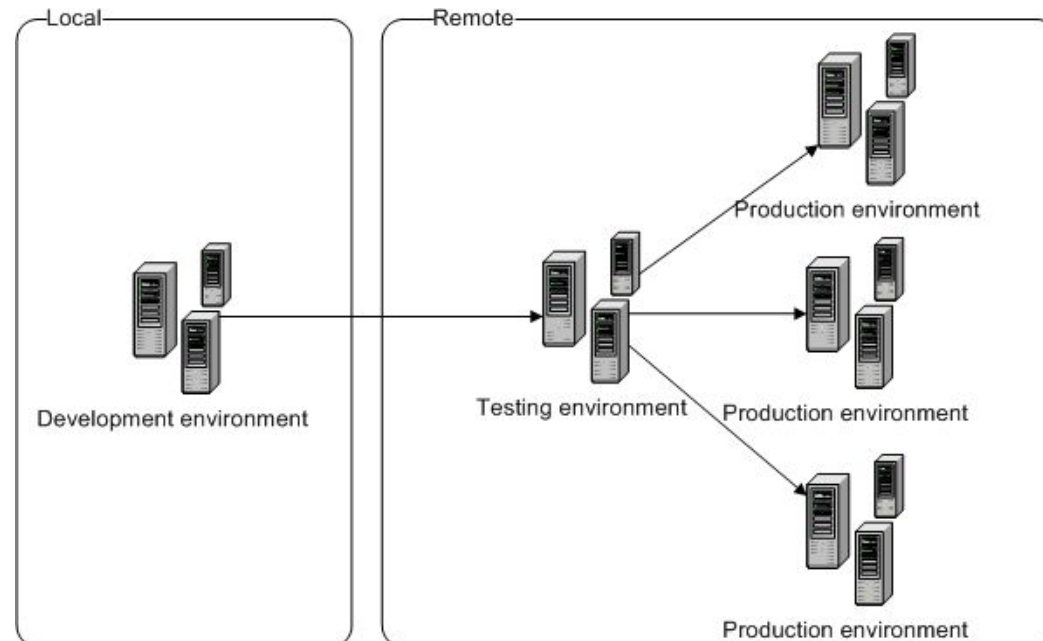 Local
Remote
Production environment
Development environment
Testing environment
Production environment
Production environment